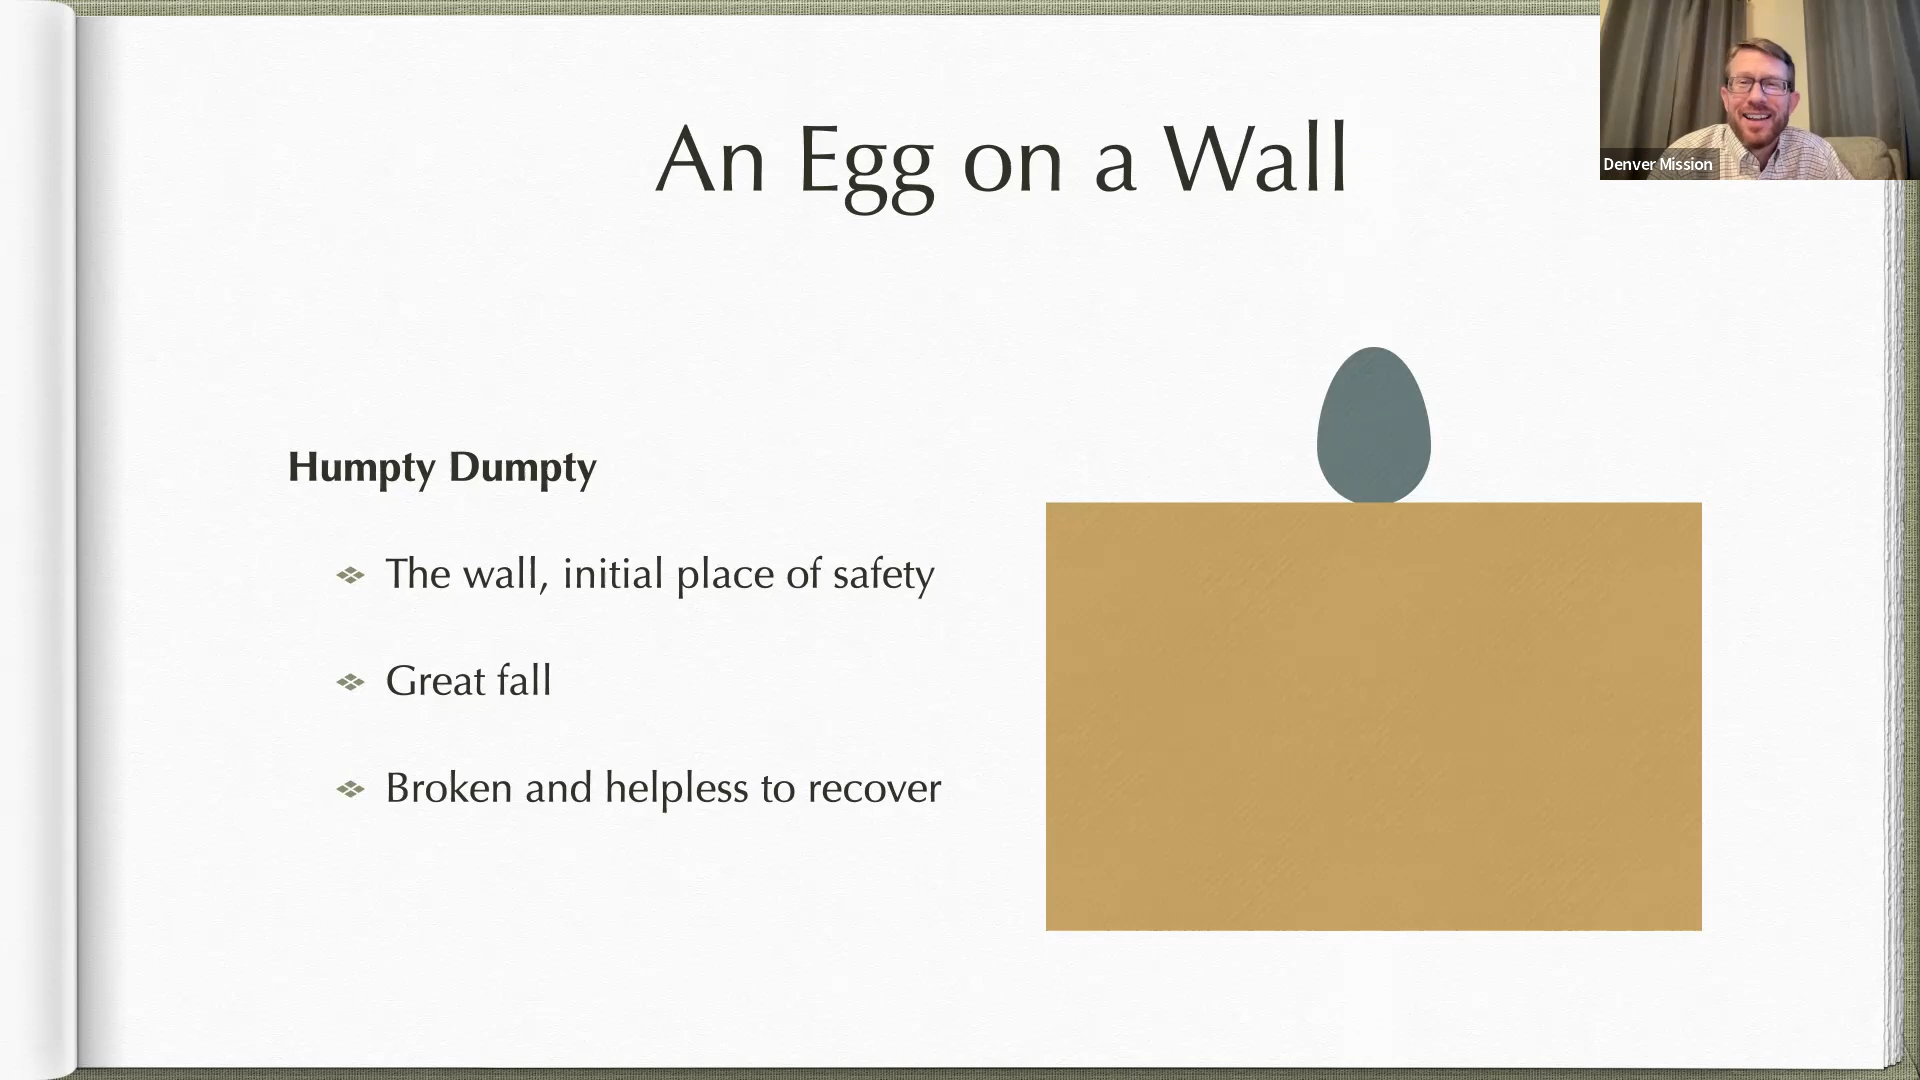 An Egg on a Wall
Denver Mission
Humpty Dumpty
The wall, initial place of safety
Great fall
Broken and helpless to recover